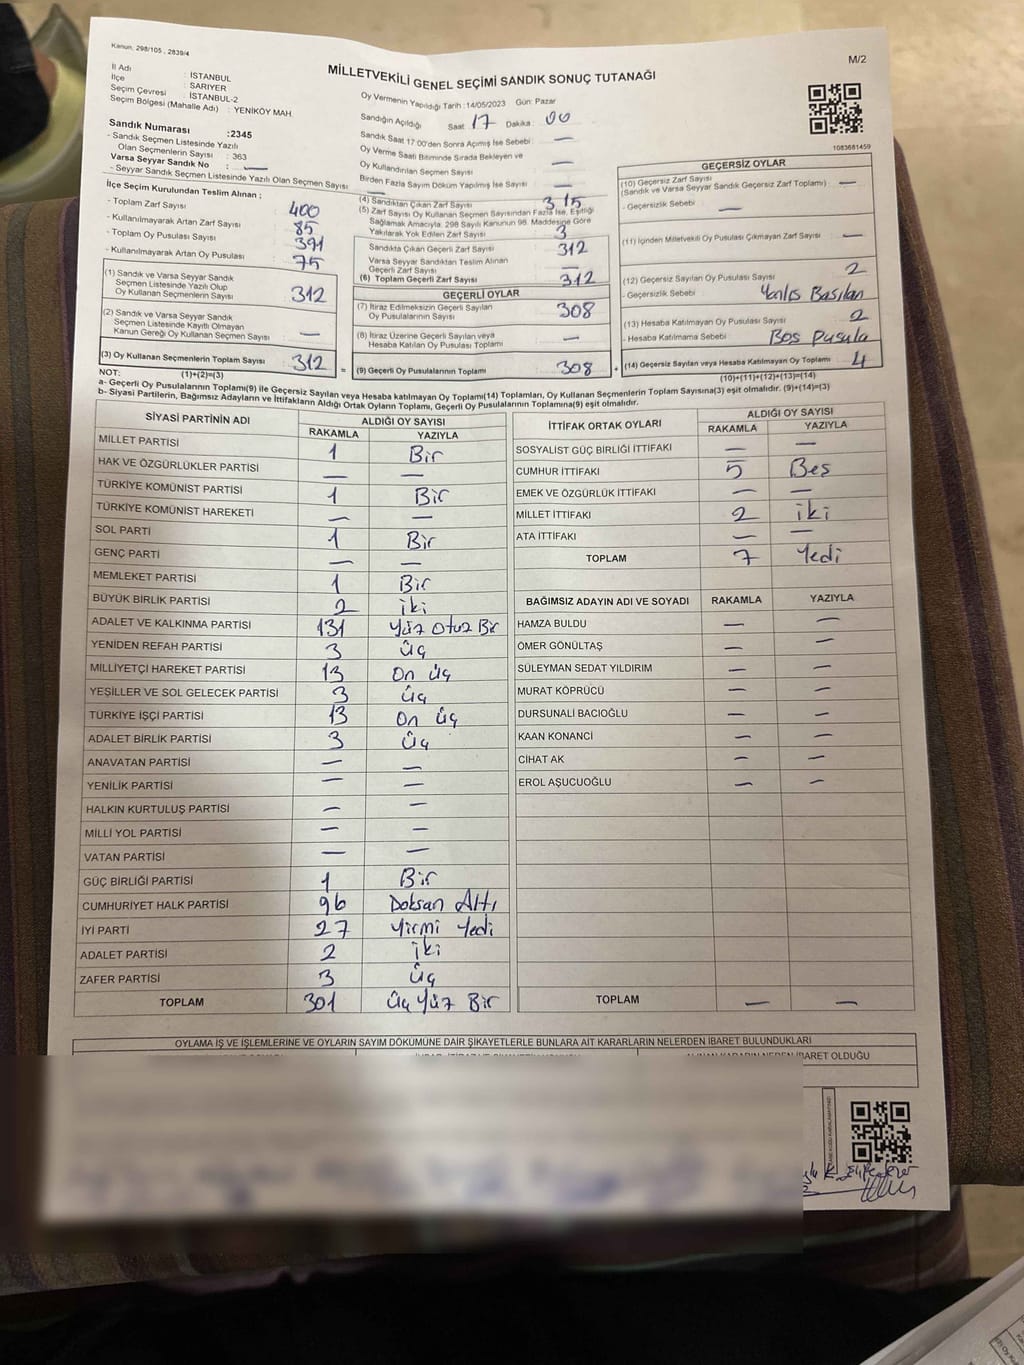 Kanun, 298/105 , 2839/4
M/2
MİLLETVEKİLİ GENEL SEÇİMİ SANDIK SONUÇ TUTANAĞI
İl Adı : İSTANBUL
İlçe : SARIYER
Seçim Çevresi : İSTANBUL-2
Seçim Bölgesi (Mahalle Adı) : YENİKÖY MAH.
Sandık Numarası :2345
- Sandık Seçmen Listesinde Yazılı
Olan Seçmenlerin Sayısı : 363
Varsa Seyyar Sandık No : —
- Seyyar Sandık Seçmen Listesinde Yazılı Olan Seçmen Sayısı —
Oy Vermenin Yapıldığı Tarih :14/05/2023 Gün: Pazar
Sandığın Açıldığı Saat 17 Dakika : 00
Sandık Saat 17:00'den Sonra Açılmış İse Sebebi : —
Oy Verme Saati Bitiminde Sırada Bekleyen ve
Oy Kullandırılan Seçmen Sayısı —
Birden Fazla Sayım Döküm Yapılmış İse Sayısı —
1083681459
İlçe Seçim Kurulundan Teslim Alınan :
- Toplam Zarf Sayısı : 400
- Kullanılmayarak Artan Zarf Sayısı : 85
- Toplam Oy Pusulası Sayısı : 391
- Kullanılmayarak Artan Oy Pusulası : 75
(1) Sandık ve Varsa Seyyar Sandık
Seçmen Listesinde Yazılı Olup
Oy Kullanan Seçmenlerin Sayısı : 312
(2) Sandık ve Varsa Seyyar Sandık
Seçmen Listesinde Kayıtlı Olmayan
Kanun Gereği Oy Kullanan Seçmen Sayısı : —
(3) Oy Kullanan Seçmenlerin Toplam Sayısı : 312
(4) Sandıktan Çıkan Zarf Sayısı 315
(5) Zarf Sayısı Oy Kullanan Seçmen Sayısından Fazla İse, Eşitliği
Sağlamak Amacıyla; 298 Sayılı Kanunun 98. Maddesine Göre
Yakılarak Yok Edilen Zarf Sayısı 3
Sandıkta Çıkan Geçerli Zarf Sayısı 312
Varsa Seyyar Sandıktan Teslim Alınan
Geçerli Zarf Sayısı —
(6) Toplam Geçerli Zarf Sayısı 312
GEÇERLİ OYLAR
(7) İtiraz Edilmeksizin Geçerli Sayılan
Oy Pusulalarının Sayısı 308
(8) İtiraz Üzerine Geçerli Sayılan veya
Hesaba Katılan Oy Pusulası Toplamı —
= (9) Geçerli Oy Pusulalarının Toplamı 308 +
GEÇERSİZ OYLAR
(10) Geçersiz Zarf Sayısı
(Sandık ve Varsa Seyyar Sandık Geçersiz Zarf Toplamı) : —
- Geçersizlik Sebebi : —
(11) İçinden Milletvekili Oy Pusulası Çıkmayan Zarf Sayısı : —
(12) Geçersiz Sayılan Oy Pusulası Sayısı : 2
- Geçersizlik Sebebi : Yanlış Basılan
(13) Hesaba Katılmayan Oy Pusulası Sayısı : 2
- Hesaba Katılmama Sebebi : Boş Pusula
(14) Geçersiz Sayılan veya Hesaba Katılmayan Oy Toplamı : 4
NOT: (1)+(2)=(3)
(10)+(11)+(12)+(13)=(14)
a- Geçerli Oy Pusulalarının Toplamı(9) ile Geçersiz Sayılan veya Hesaba katılmayan Oy Toplamı(14) Toplamları, Oy Kullanan Seçmenlerin Toplam Sayısına(3) eşit olmalıdır. (9)+(14)=(3)
b- Siyasi Partilerin, Bağımsız Adayların ve İttifakların Aldığı Ortak Oyların Toplamı, Geçerli Oy Pusulalarının Toplamına(9) eşit olmalıdır.
SİYASİ PARTİNİN ADI ALDIĞI OY SAYISI
RAKAMLA YAZIYLA
MİLLET PARTİSİ 1 Bir
HAK VE ÖZGÜRLÜKLER PARTİSİ — —
TÜRKİYE KOMÜNİST PARTİSİ 1 Bir
TÜRKİYE KOMÜNİST HAREKETİ — —
SOL PARTİ 1 Bir
GENÇ PARTİ — —
MEMLEKET PARTİSİ 1 Bir
BÜYÜK BİRLİK PARTİSİ 2 iki
ADALET VE KALKINMA PARTİSİ 131 Yüz Otuz Bir
YENİDEN REFAH PARTİSİ 3 üç
MİLLİYETÇİ HAREKET PARTİSİ 13 On üç
YEŞİLLER VE SOL GELECEK PARTİSİ 3 üç
TÜRKİYE İŞÇİ PARTİSİ 13 On üç
ADALET BİRLİK PARTİSİ 3 üç
ANAVATAN PARTİSİ — —
YENİLİK PARTİSİ — —
HALKIN KURTULUŞ PARTİSİ — —
MİLLİ YOL PARTİSİ — —
VATAN PARTİSİ — —
GÜÇ BİRLİĞİ PARTİSİ 1 Bir
CUMHURİYET HALK PARTİSİ 96 Doksan Altı
İYİ PARTİ 27 Yirmi Yedi
ADALET PARTİSİ 2 iki
ZAFER PARTİSİ 3 üç
TOPLAM 301 üç Yüz Bir
İTTİFAK ORTAK OYLARI ALDIĞI OY SAYISI
RAKAMLA YAZIYLA
SOSYALİST GÜÇ BİRLİĞİ İTTİFAKI — —
CUMHUR İTTİFAKI 5 Beş
EMEK VE ÖZGÜRLÜK İTTİFAKI — —
MİLLET İTTİFAKI 2 iki
ATA İTTİFAKI — —
TOPLAM 7 Yedi
BAĞIMSIZ ADAYIN ADI VE SOYADI RAKAMLA YAZIYLA
HAMZA BULDU — —
ÖMER GÖNÜLTAŞ — —
SÜLEYMAN SEDAT YILDIRIM — —
MURAT KÖPRÜCÜ — —
DURSUNALİ BACIOĞLU — —
KAAN KONANCİ — —
CİHAT AK — —
EROL AŞUCUOĞLU — —
TOPLAM — —
OYLAMA İŞ VE İŞLEMLERİNE VE OYLARIN SAYIM DÖKÜMÜNE DAİR ŞİKAYETLERLE BUNLARA AİT KARARLARIN NELERDEN İBARET BULUNDUKLARI
İBARET OLDUĞU